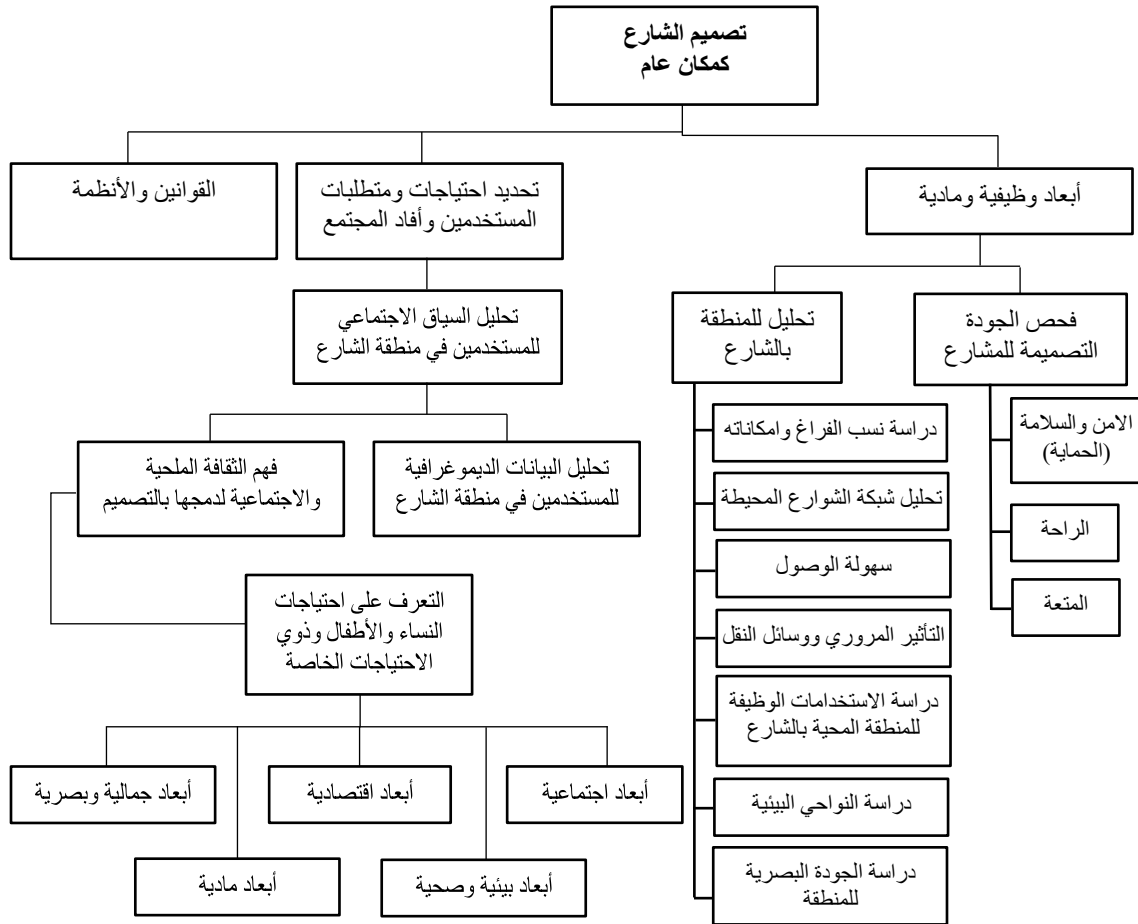 تصميم الشارع
كمكان عام
أبعاد وظيفية ومادية
تحديد احتياجات ومتطلبات
المستخدمين وأفاد المجتمع
القوانين والأنظمة
فحص الجودة
التصميمة للمشارع
تحليل للمنطقة
بالشارع
تحليل السياق الاجتماعي
للمستخدمين في منطقة الشارع
الامن والسلامة
(الحماية)
الراحة
المتعة
دراسة نسب الفراغ وامكاناته
تحليل شبكة الشوارع المحيطة
سهولة الوصول
التأثير المروري ووسائل النقل
دراسة الاستخدامات الوظيفة
للمنطقة المحية بالشارع
دراسة النواحي البيئية
دراسة الجودة البصرية
للمنطقة
تحليل البيانات الديموغرافية
للمستخدمين في منطقة الشارع
فهم الثقافة الملحية
والاجتماعية لدمجها بالتصميم
التعرف على احتياجات
النساء والأطفال وذوي
الاحتياجات الخاصة
أبعاد اجتماعية
أبعاد اقتصادية
أبعاد جمالية وبصرية
أبعاد بيئية وصحية
أبعاد مادية